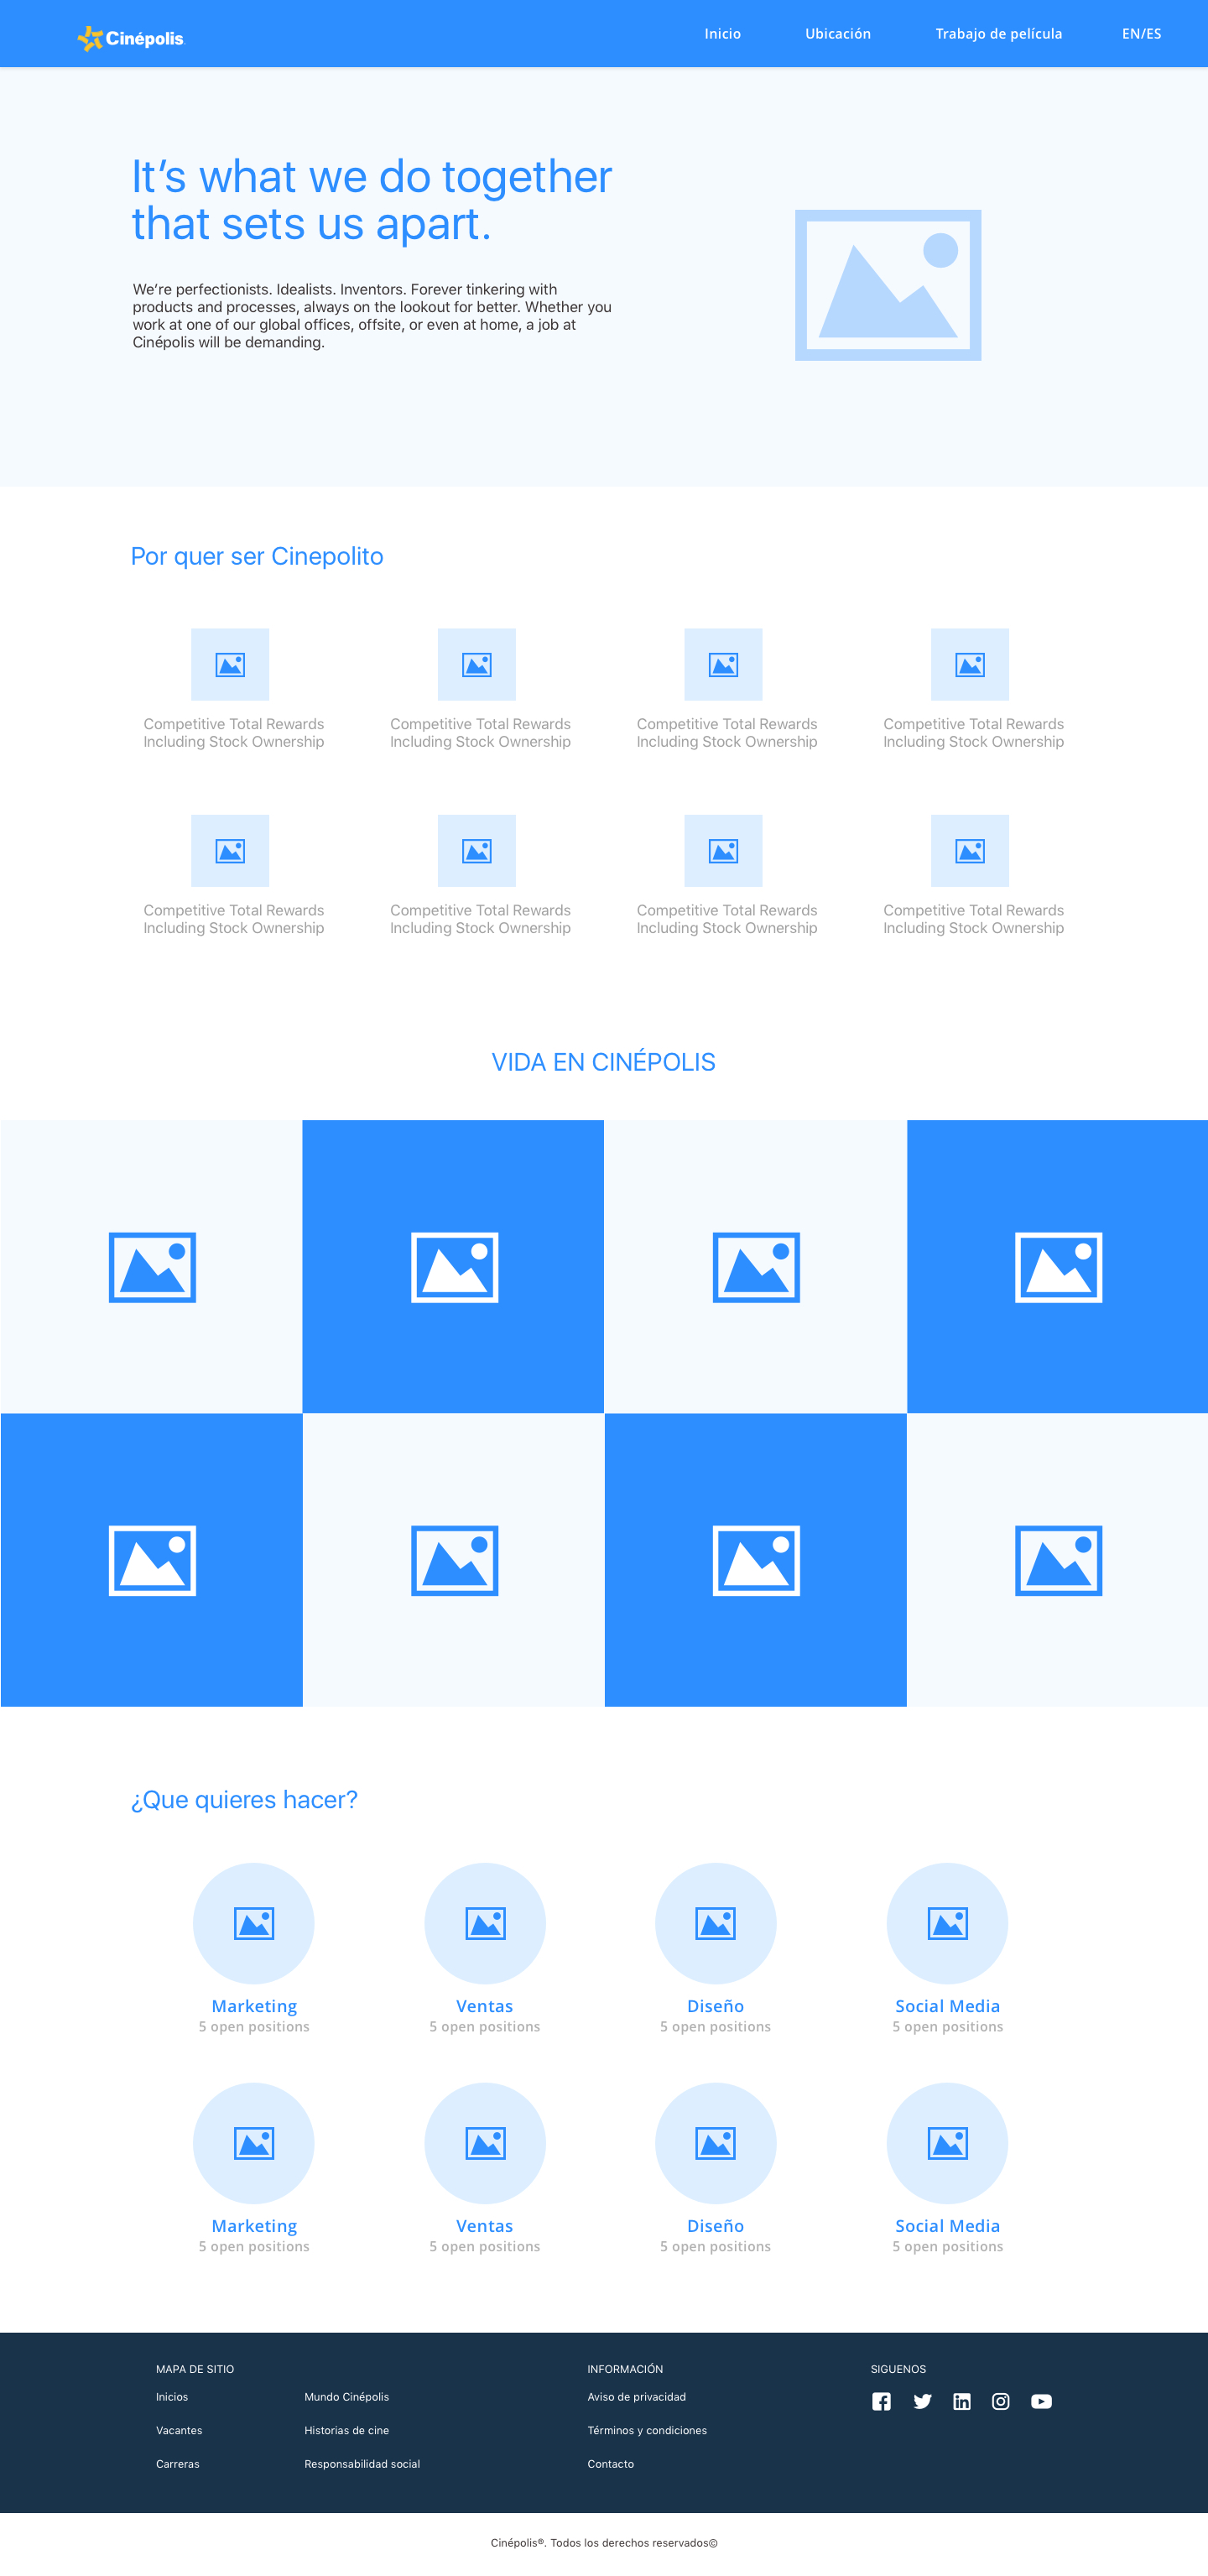 Cinépolis
Inicio
Ubicación
Trabajo de película
EN/ES
It’s what we do together
that sets us apart.
We’re perfectionists. Idealists. Inventors. Forever tinkering with
products and processes, always on the lookout for better. Whether you
work at one of our global offices, offsite, or even at home, a job at
Cinépolis will be demanding.
Por quer ser Cinepolito
Competitive Total Rewards
Including Stock Ownership
Competitive Total Rewards
Including Stock Ownership
Competitive Total Rewards
Including Stock Ownership
Competitive Total Rewards
Including Stock Ownership
Competitive Total Rewards
Including Stock Ownership
Competitive Total Rewards
Including Stock Ownership
Competitive Total Rewards
Including Stock Ownership
Competitive Total Rewards
Including Stock Ownership
VIDA EN CINÉPOLIS
¿Que quieres hacer?
Marketing
5 open positions
Ventas
5 open positions
Diseño
5 open positions
Social Media
5 open positions
Marketing
5 open positions
Ventas
5 open positions
Diseño
5 open positions
Social Media
5 open positions
MAPA DE SITIO
Inicios
Vacantes
Carreras
Mundo Cinépolis
Historias de cine
Responsabilidad social
INFORMACIÓN
Aviso de privacidad
Términos y condiciones
Contacto
SIGUENOS
Cinépolis®. Todos los derechos reservados©